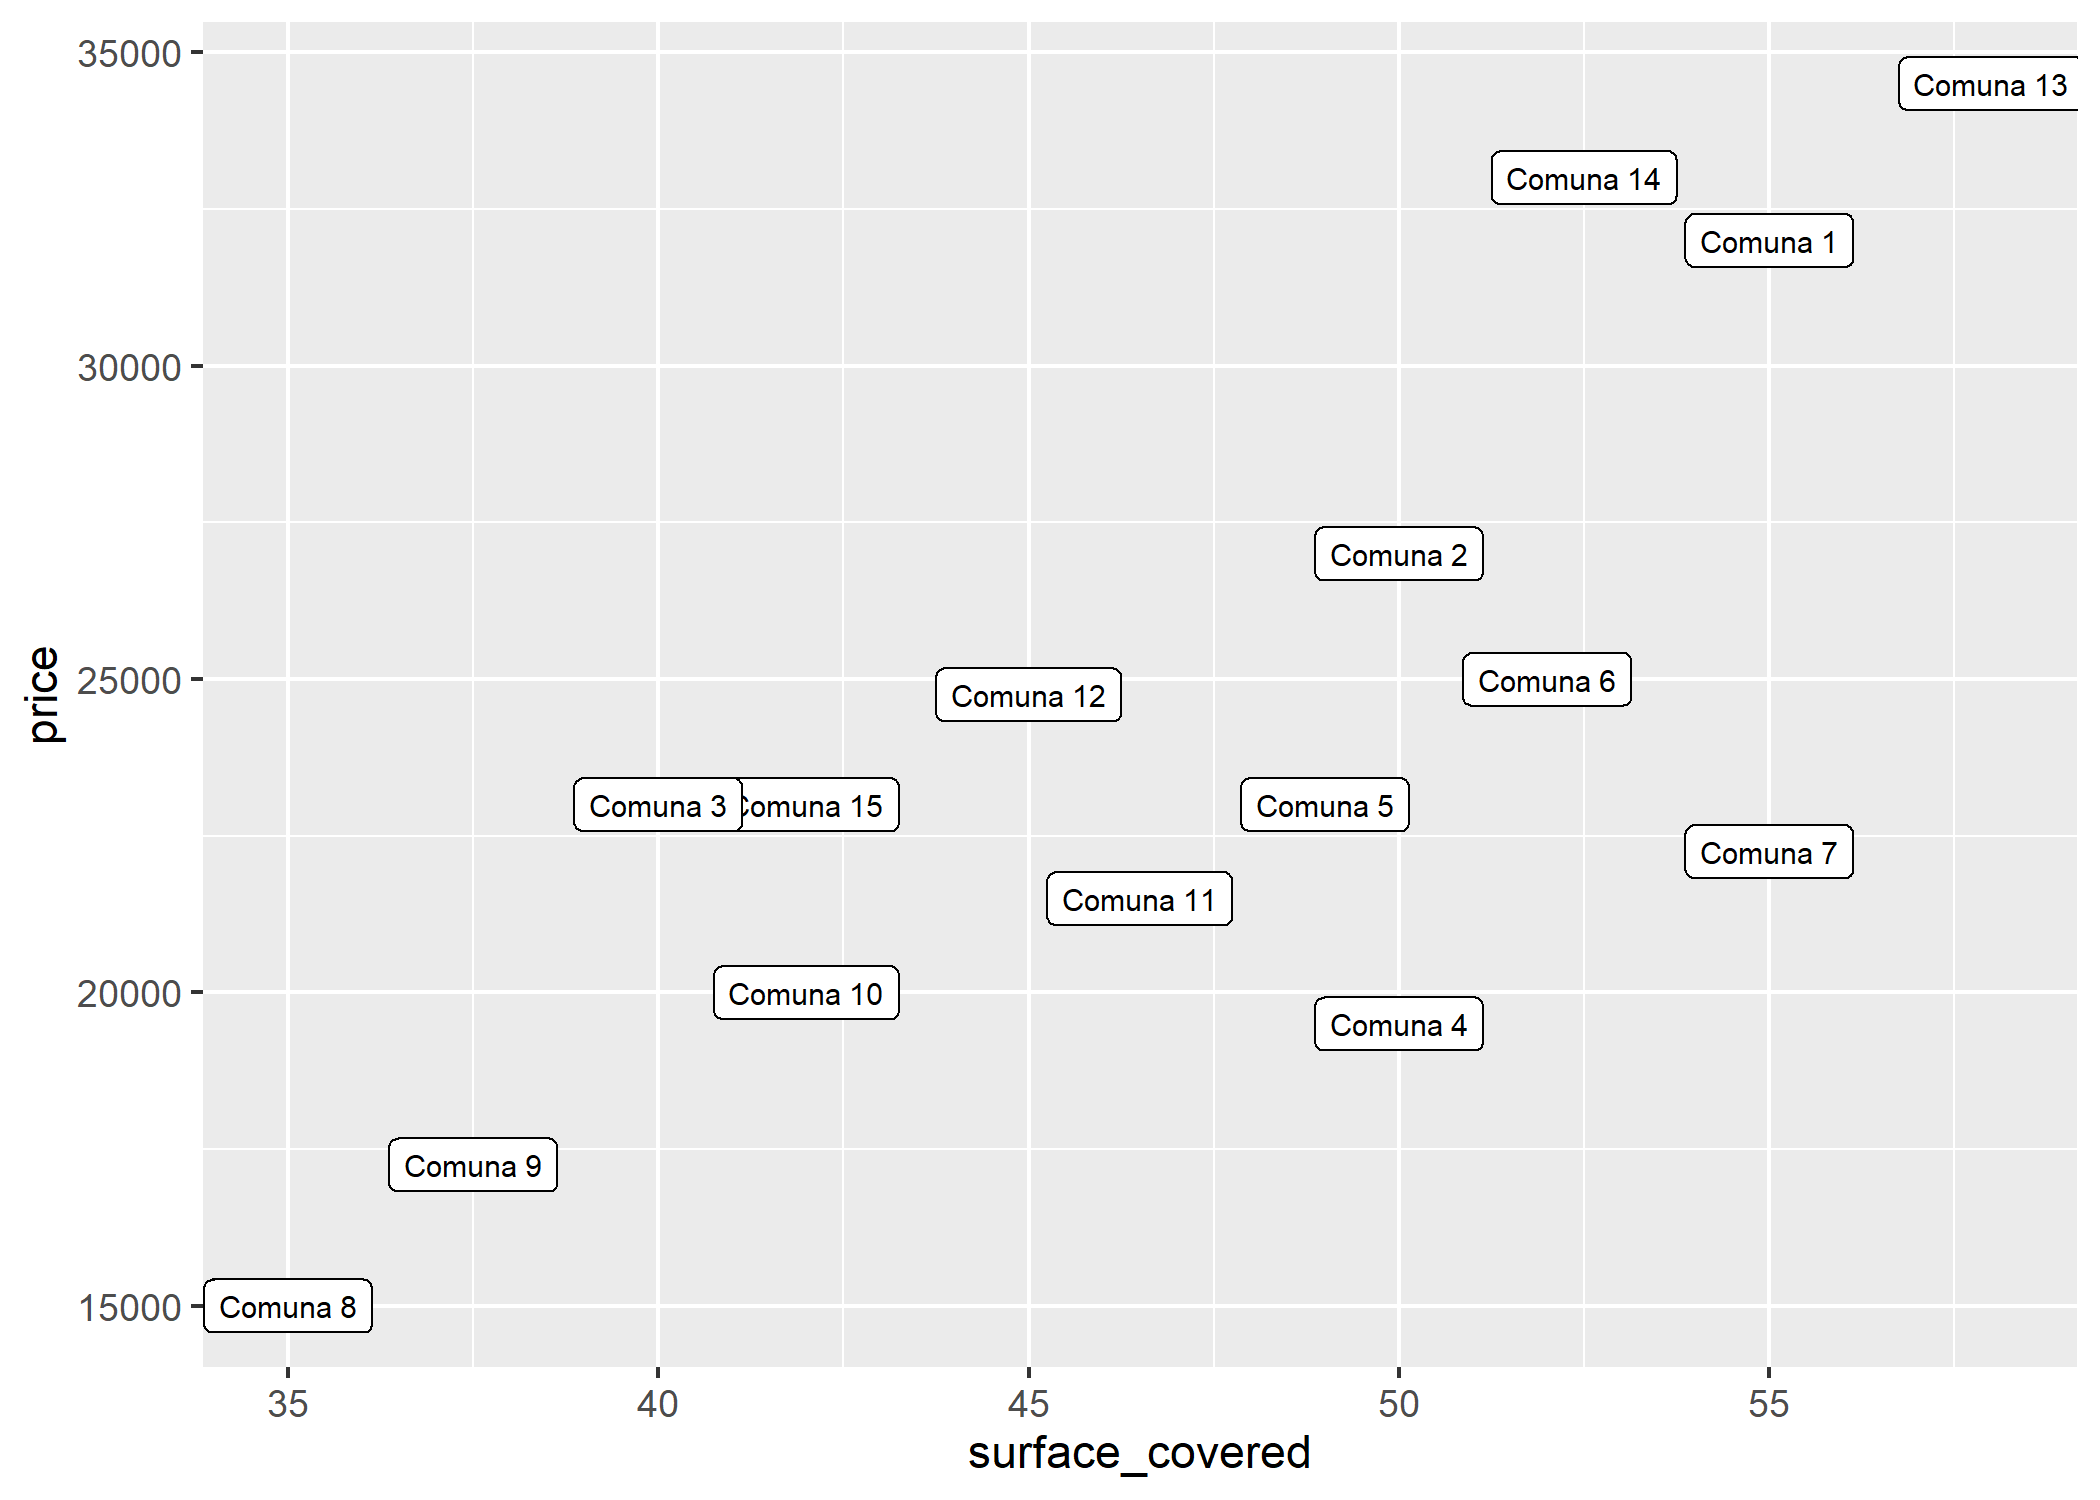 35000
Comuna 13
Comuna 14
Comuna 1
30000
Comuna 2
price
25000
Comuna 12
Comuna 6
Comuna 3
omuna 15
Comuna 5
Comuna 7
Comuna 11
20000
Comuna 10
Comuna 4
Comuna 9
15000
Comuna 8
35
40
45
50
55
surface_covered